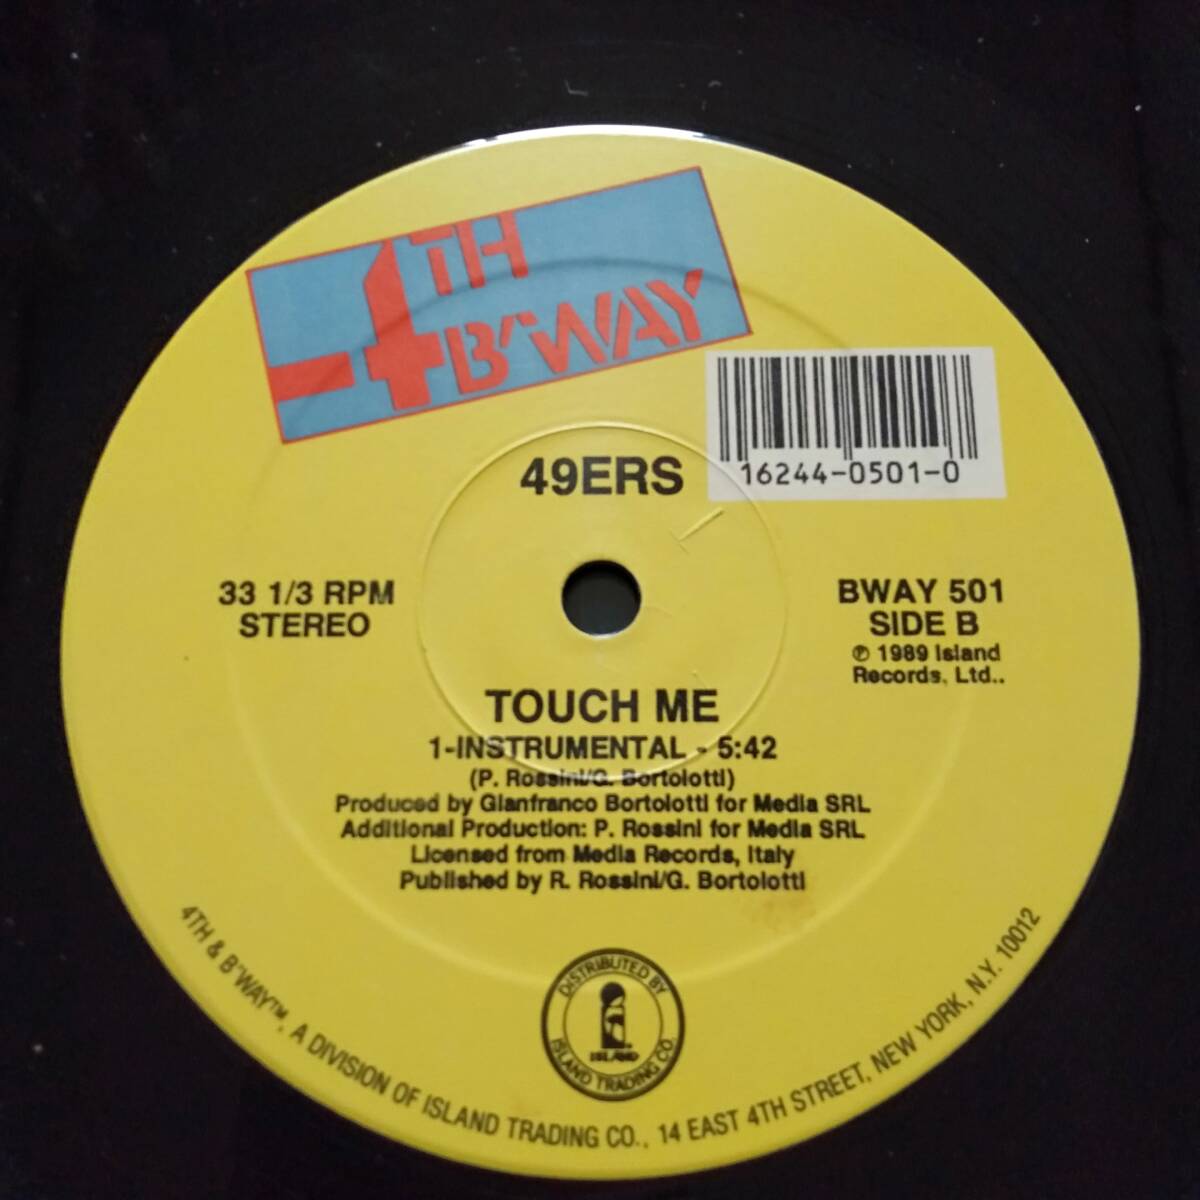 4TH
B'WAY
16244-0501-0
49ERS
33 1/3 RPM
STEREO
BWAY 501
SIDE B
℗ 1989 Island
Records, Ltd..
TOUCH ME
1-INSTRUMENTAL - 5:42
(P. Rossini/G. Bortolotti)
Produced by Gianfranco Bortolotti for Media SRL
Additional Production: P. Rossini for Media SRL
Licensed from Media Records, Italy
Published by R. Rossini/G. Bortolotti
DISTRIBUTED BY
ISLAND
ISLAND TRADING CO.
4TH & B'WAY™, A DIVISION OF ISLAND TRADING CO., 14 EAST 4TH STREET, NEW YORK, N.Y. 10012